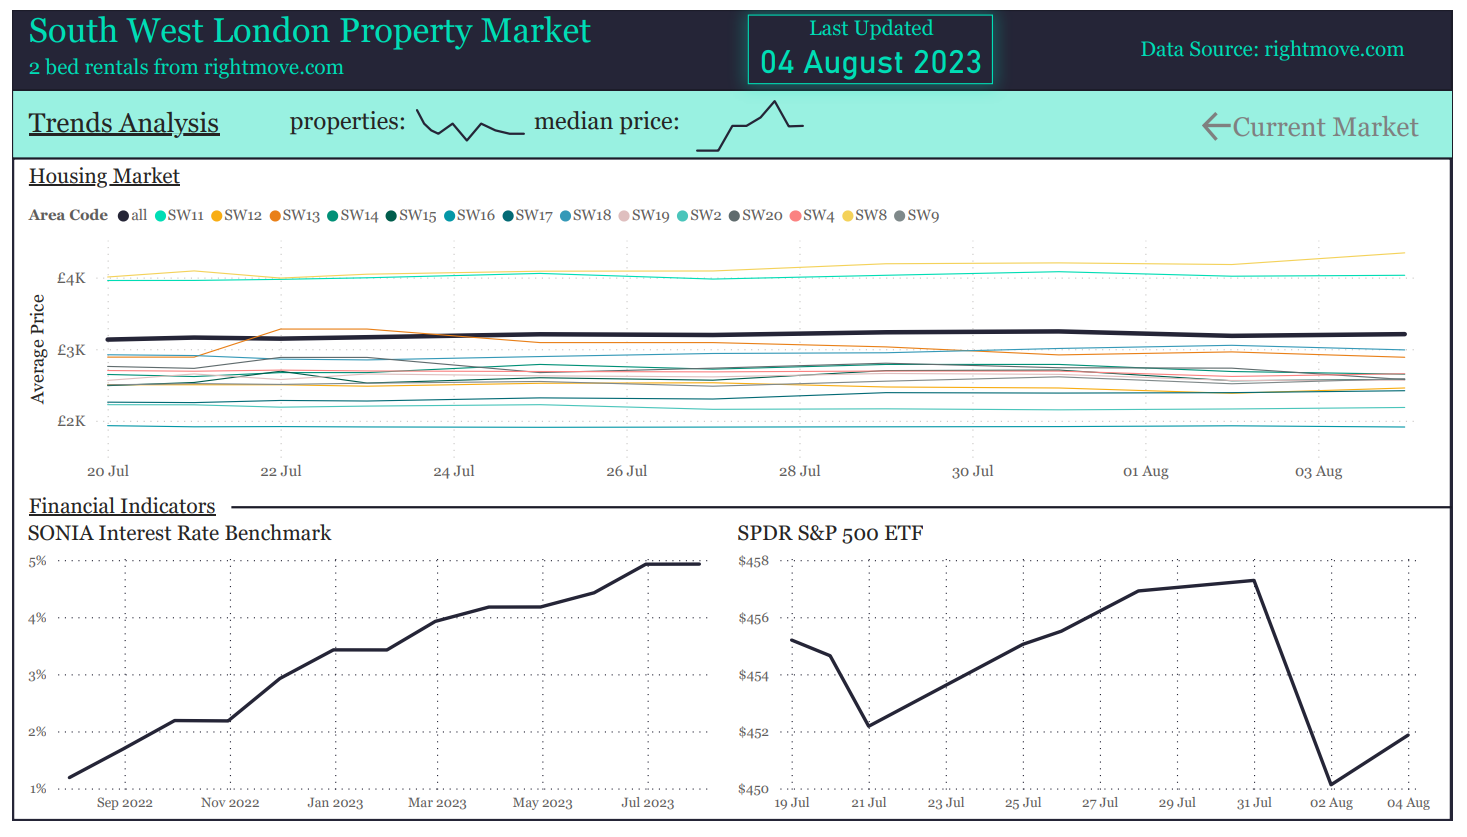 South West London Property Market
2 bed rentals from rightmove.com
Last Updated
04 August 2023
Data Source: rightmove.com
Trends Analysis
properties:
median price:
Current Market
Housing Market
Area Code all SW11 SW12 SW13 SW14 SW15 SW16 SW17 SW18 SW19 SW2 SW20 SW4 SW8 SW9
Average Price
£4K
£3K
£2K
20 Jul 22 Jul 24 Jul 26 Jul 28 Jul 30 Jul 01 Aug 03 Aug
Financial Indicators
SONIA Interest Rate Benchmark
5%
4%
3%
2%
1%
Sep 2022 Nov 2022 Jan 2023 Mar 2023 May 2023 Jul 2023
SPDR S&P 500 ETF
$458
$456
$454
$452
$450
19 Jul 21 Jul 23 Jul 25 Jul 27 Jul 29 Jul 31 Jul 02 Aug 04 Aug